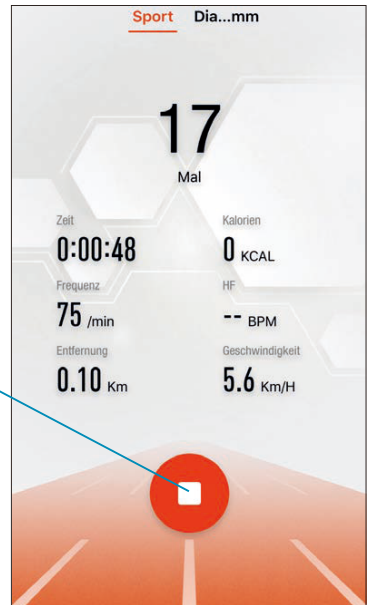 Sport Dia...mm
17
Mal
Zeit Kalorien
0:00:48 0 KCAL
Frequenz HF
75 /min -- BPM
Entfernung Geschwindigkeit
0.10 Km 5.6 Km/H